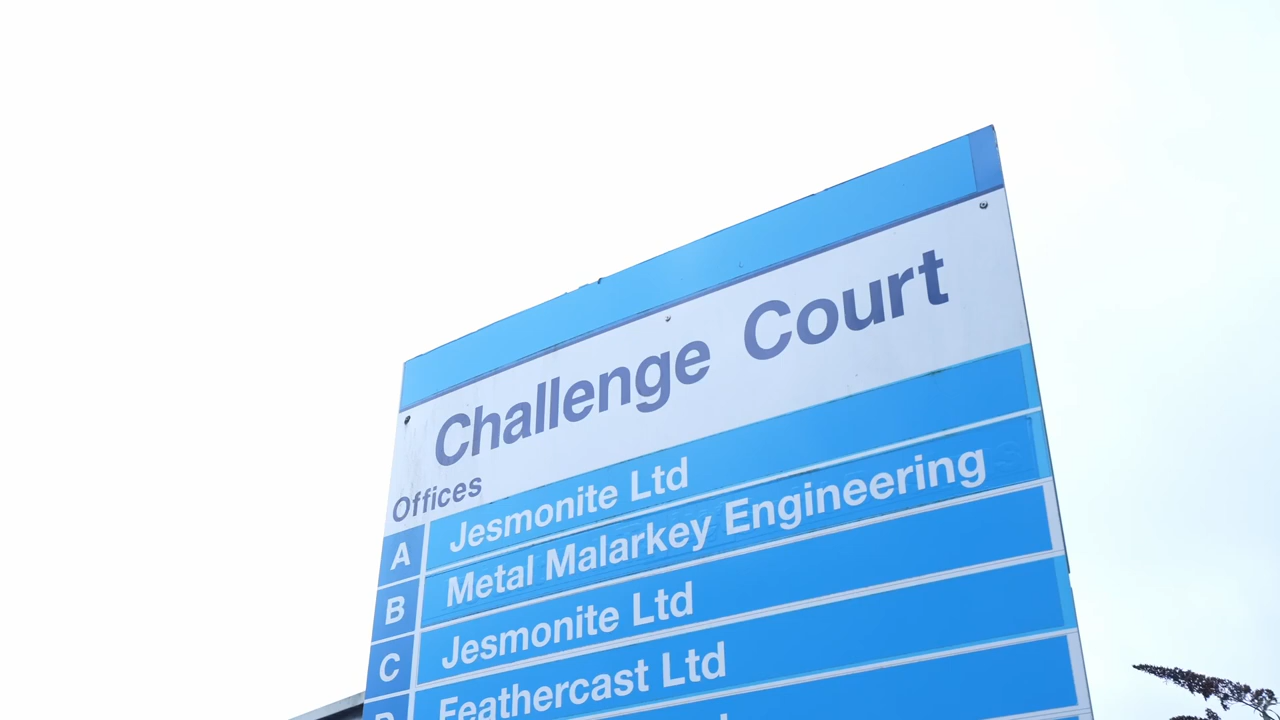 Challenge Court
Offices
A Jesmonite Ltd
B Metal Malarkey Engineering
C Jesmonite Ltd
D Feathercast Ltd